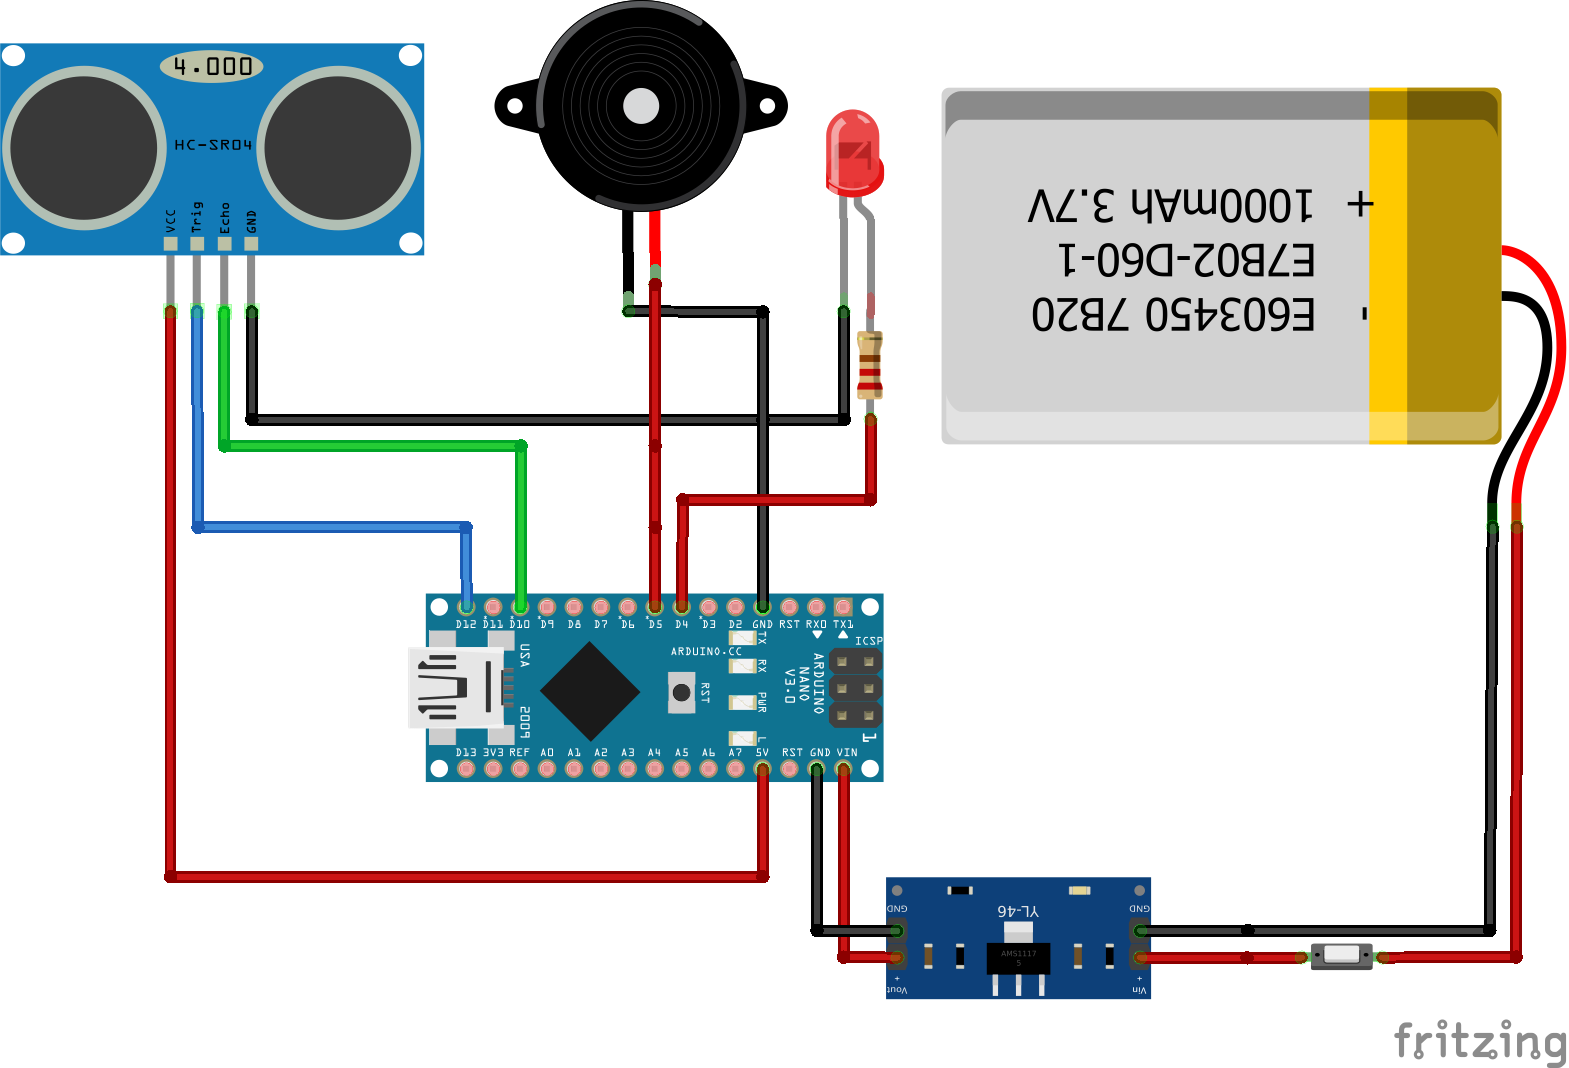 4.000
HC-SR04
VCC
Trig
Echo
GND
+
1000mAh 3.7V
E7B02-D60-1
-
E603450 7B20
D12 D11 D10 D9 D8 D7 D6 D5 D4 D3 D2 GND RST RX0 TX1
TX
RX
PWR
L
ARDUINO.CC
ICSP
1
USA
2009
RST
ARDUINO
NANO
V3.0
D13 3V3 REF A0 A1 A2 A3 A4 A5 A6 A7 5V RST GND VIN
GND
YL-46
GND
AMS1117
5
+
Vout
+
Vin
fritzing